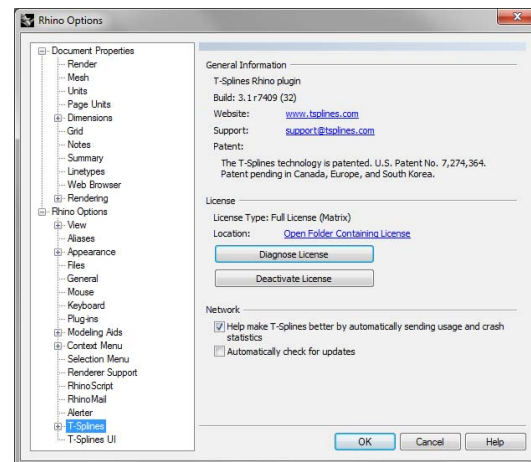 Rhino Options
Document Properties
Render
Mesh
Units
Page Units
Dimensions
Grid
Notes
Summary
Linetypes
Web Browser
Rendering
Rhino Options
View
Aliases
Appearance
Files
General
Mouse
Keyboard
Plug-ins
Modeling Aids
Context Menu
Selection Menu
Renderer Support
RhinoScript
RhinoMail
Alerter
T-Splines
T-Splines UI
General Information
T-Splines Rhino plugin
Build: 3.1 r7409 (32)
Website: www.tsplines.com
Support: support@tsplines.com
Patent:
The T-Splines technology is patented. U.S. Patent No. 7,274,364.
Patent pending in Canada, Europe, and South Korea.
License
License Type: Full License (Matrix)
Location: Open Folder Containing License
Diagnose License
Deactivate License
Network
Help make T-Splines better by automatically sending usage and crash
statistics
Automatically check for updates
OK Cancel Help